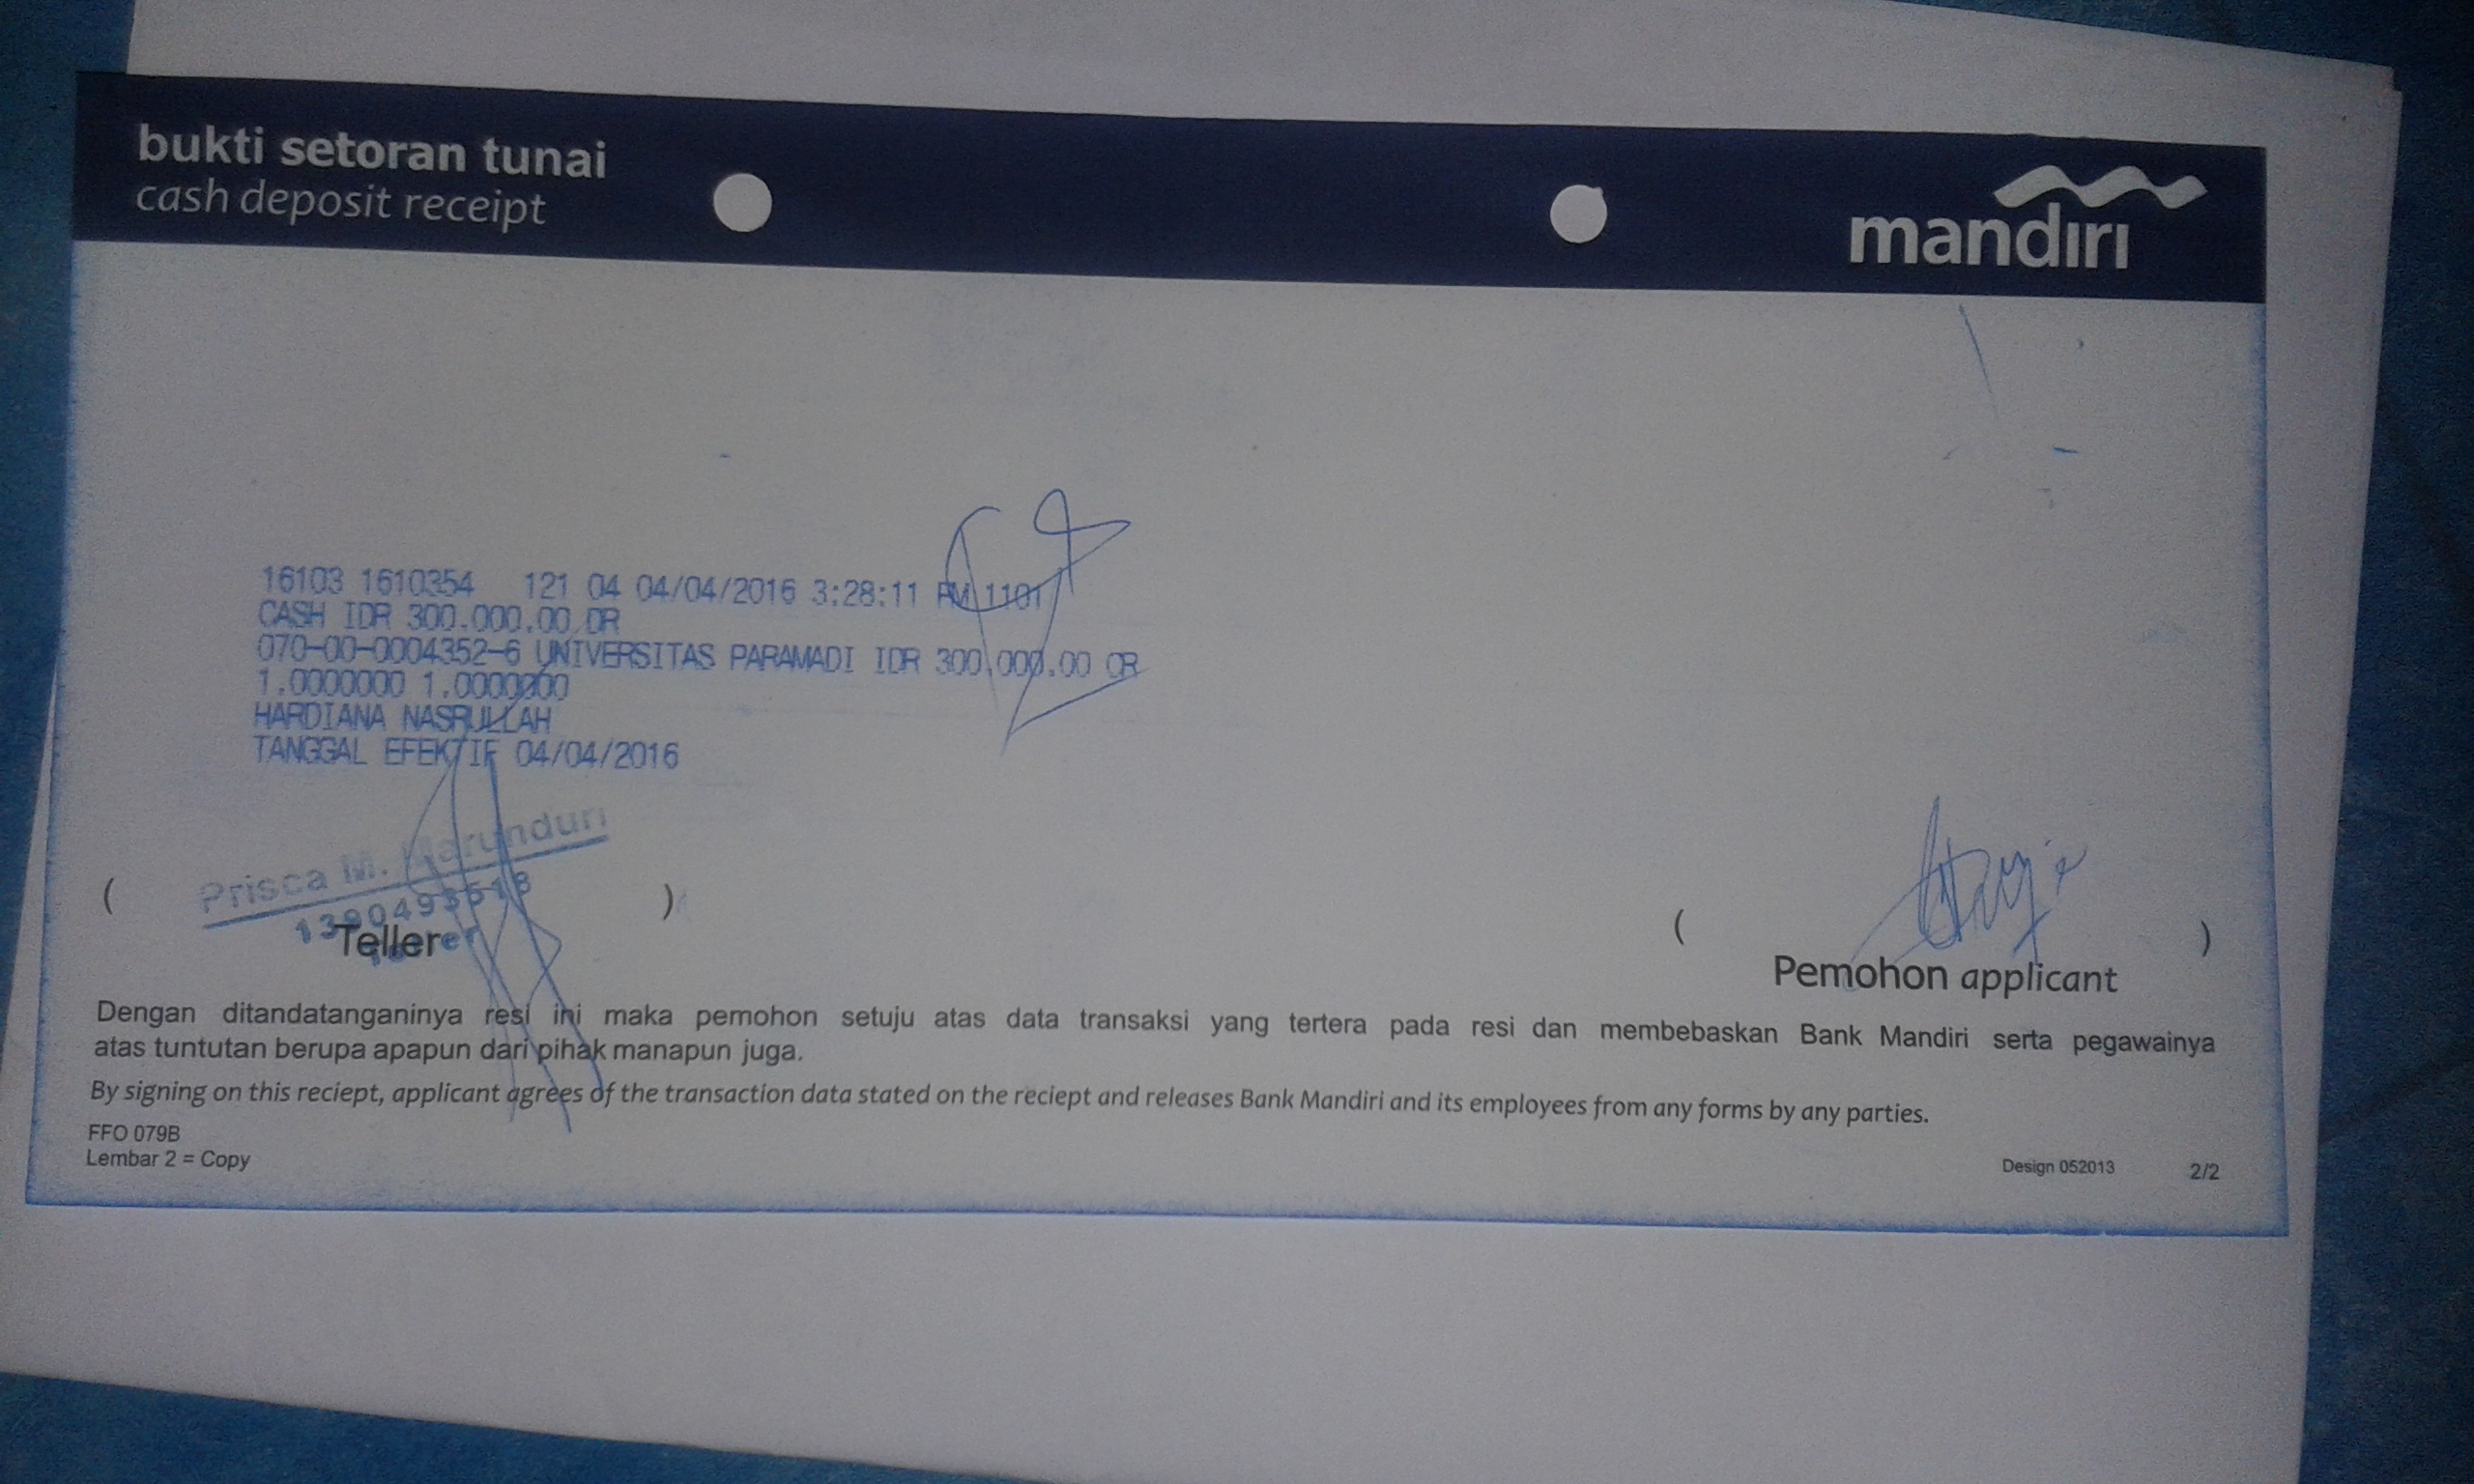 bukti setoran tunai
cash deposit receipt
mandiri
16103 1610354 121 04 04/04/2016 3:28:11 PM 1101
CASH IDR 300.000.00 DR
070-00-0004352-6 UNIVERSITAS PARAMADI IDR 300.000.00 CR
1.0000000 1.0000000
HARDIANA NASRULLAH
TANGGAL EFEKTIF 04/04/2016
Prisca M. Marunduri
( )
Teller
( )
Pemohon applicant
Dengan ditandatanganinya resi ini maka pemohon setuju atas data transaksi yang tertera pada resi dan membebaskan Bank Mandiri serta pegawainya
atas tuntutan berupa apapun dari pihak manapun juga.
By signing on this reciept, applicant agrees of the transaction data stated on the reciept and releases Bank Mandiri and its employees from any forms by any parties.
FFO 079B
Lembar 2 = Copy
Design 052013 2/2